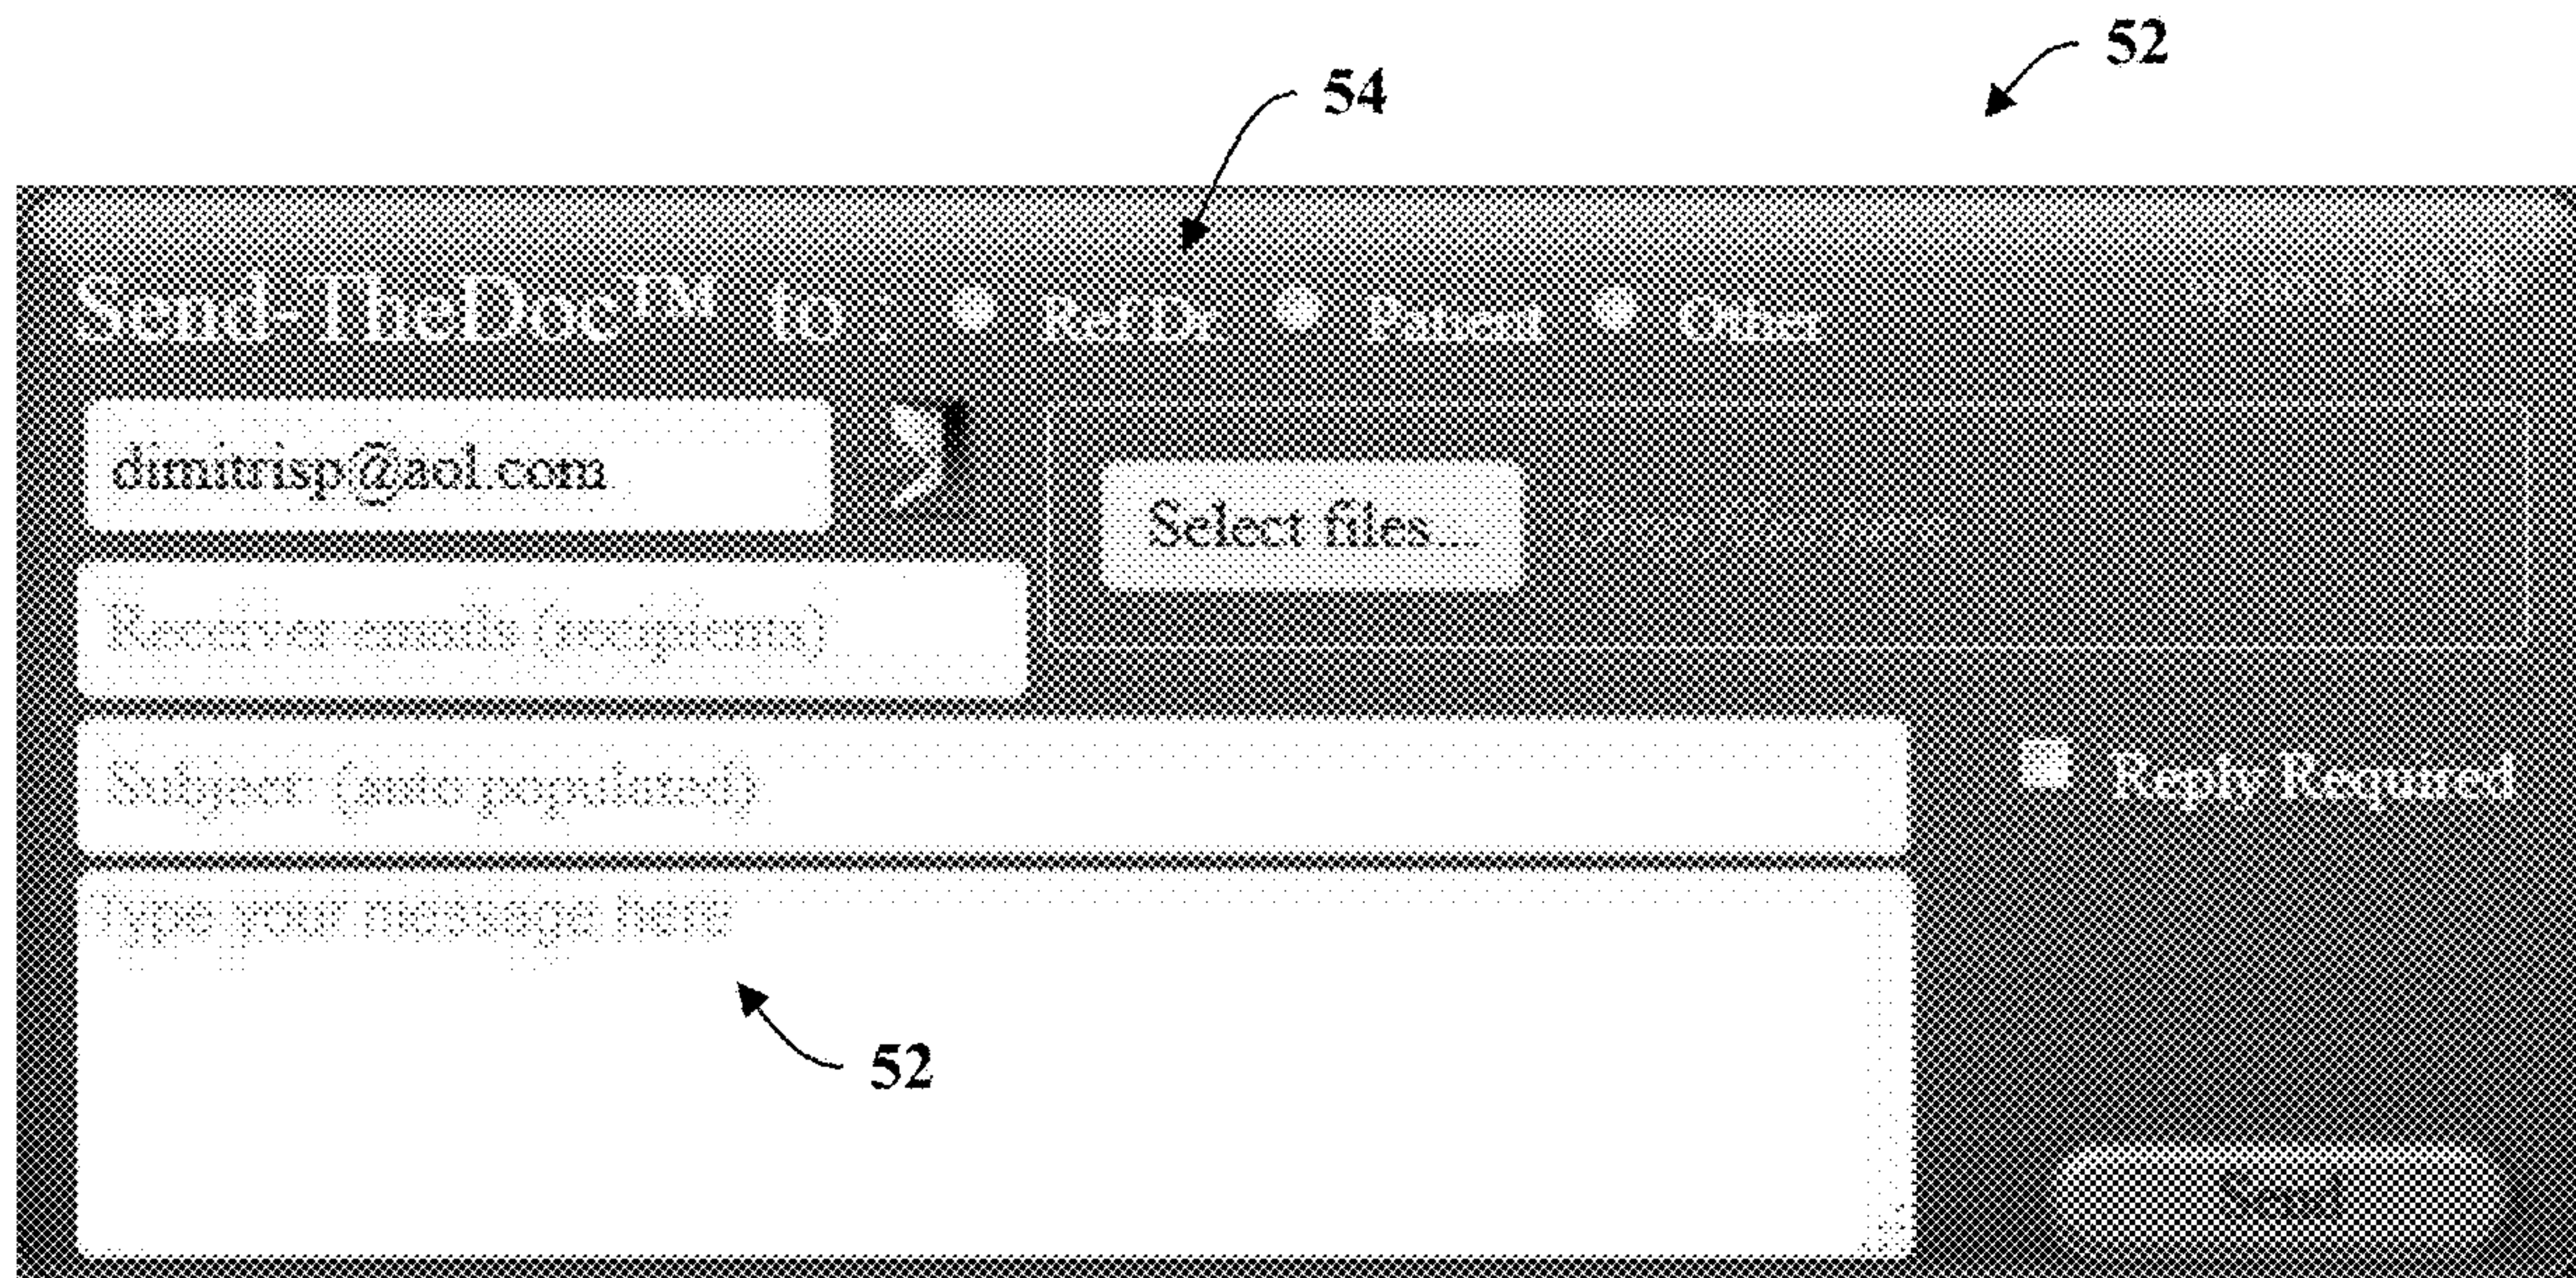 52
54
Send-TheDoc™ to : Ref Dr Patient Other
dimitrisp@aol.com
Select files...
Receiver emails (recipients)
Subject: (auto populated)
Reply Required
Type your message here
52
Send